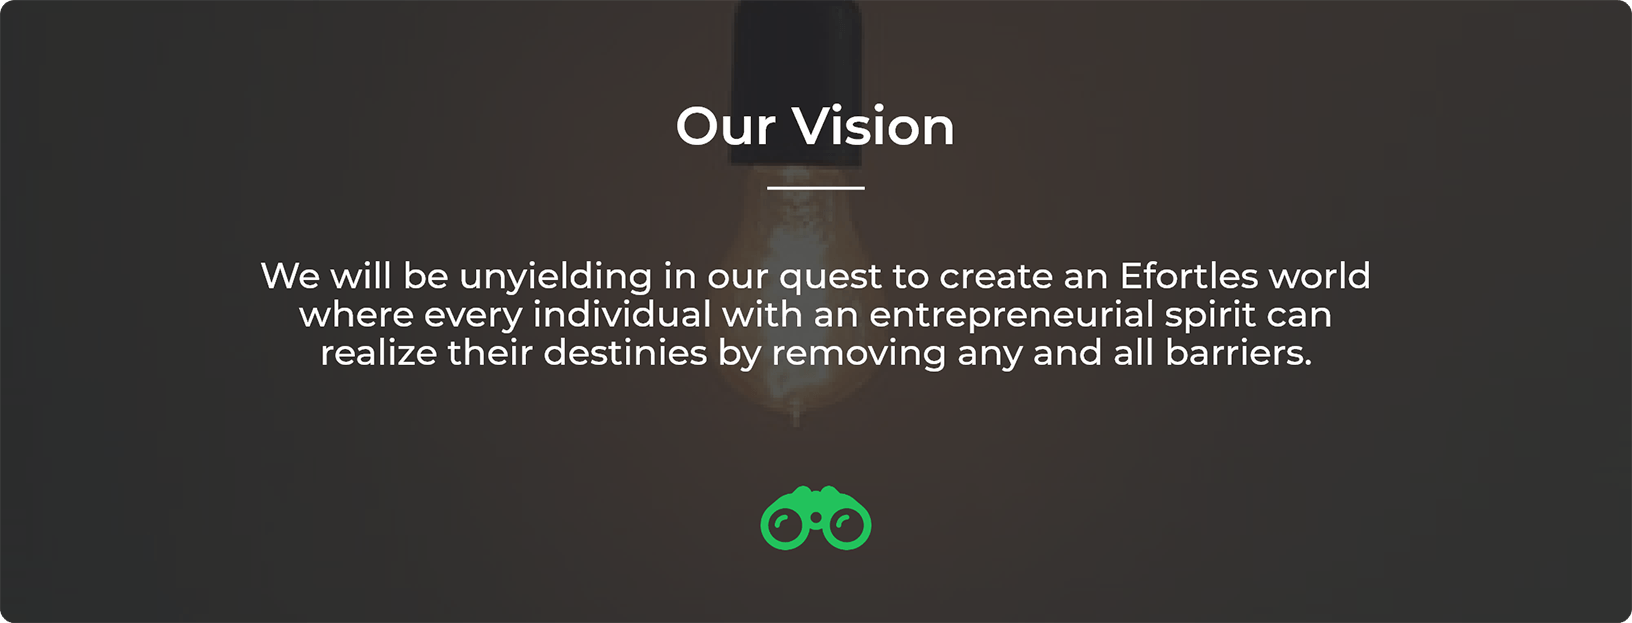 Our Vision
We will be unyielding in our quest to create an Efortles world
where every individual with an entrepreneurial spirit can
realize their destinies by removing any and all barriers.